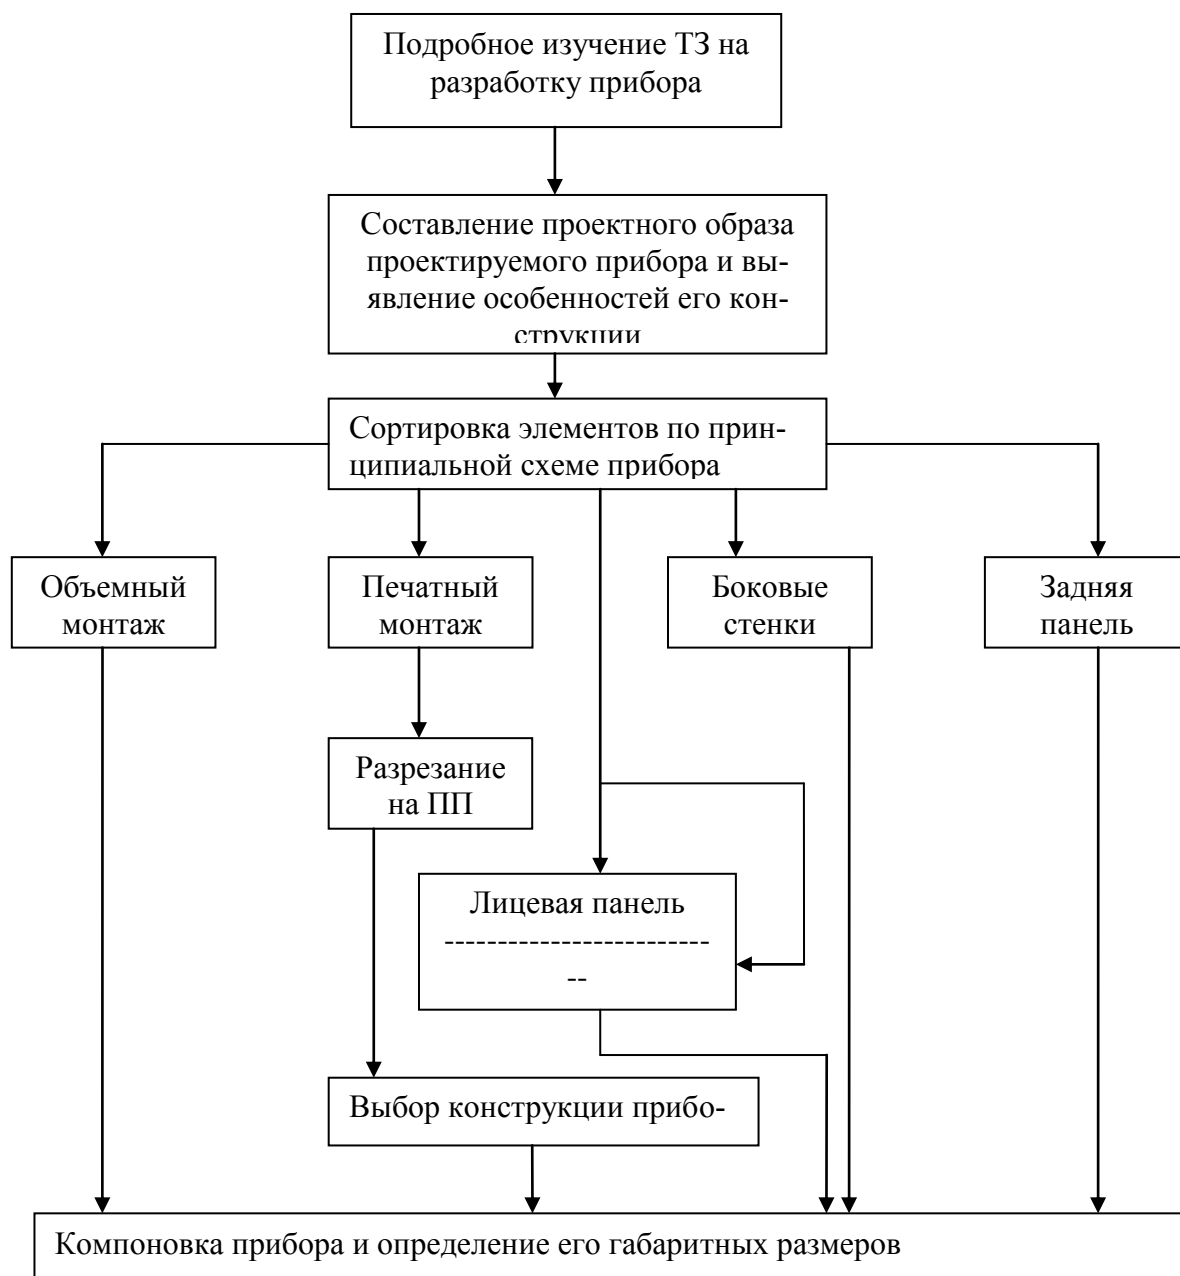 Подробное изучение ТЗ на
разработку прибора
Составление проектного образа
проектируемого прибора и вы-
явление особенностей его кон-
струкции
Сортировка элементов по прин-
ципиальной схеме прибора
Объемный
монтаж
Печатный
монтаж
Боковые
стенки
Задняя
панель
Разрезание
на ПП
Лицевая панель
-------------------------
--
Выбор конструкции прибо-
Компоновка прибора и определение его габаритных размеров